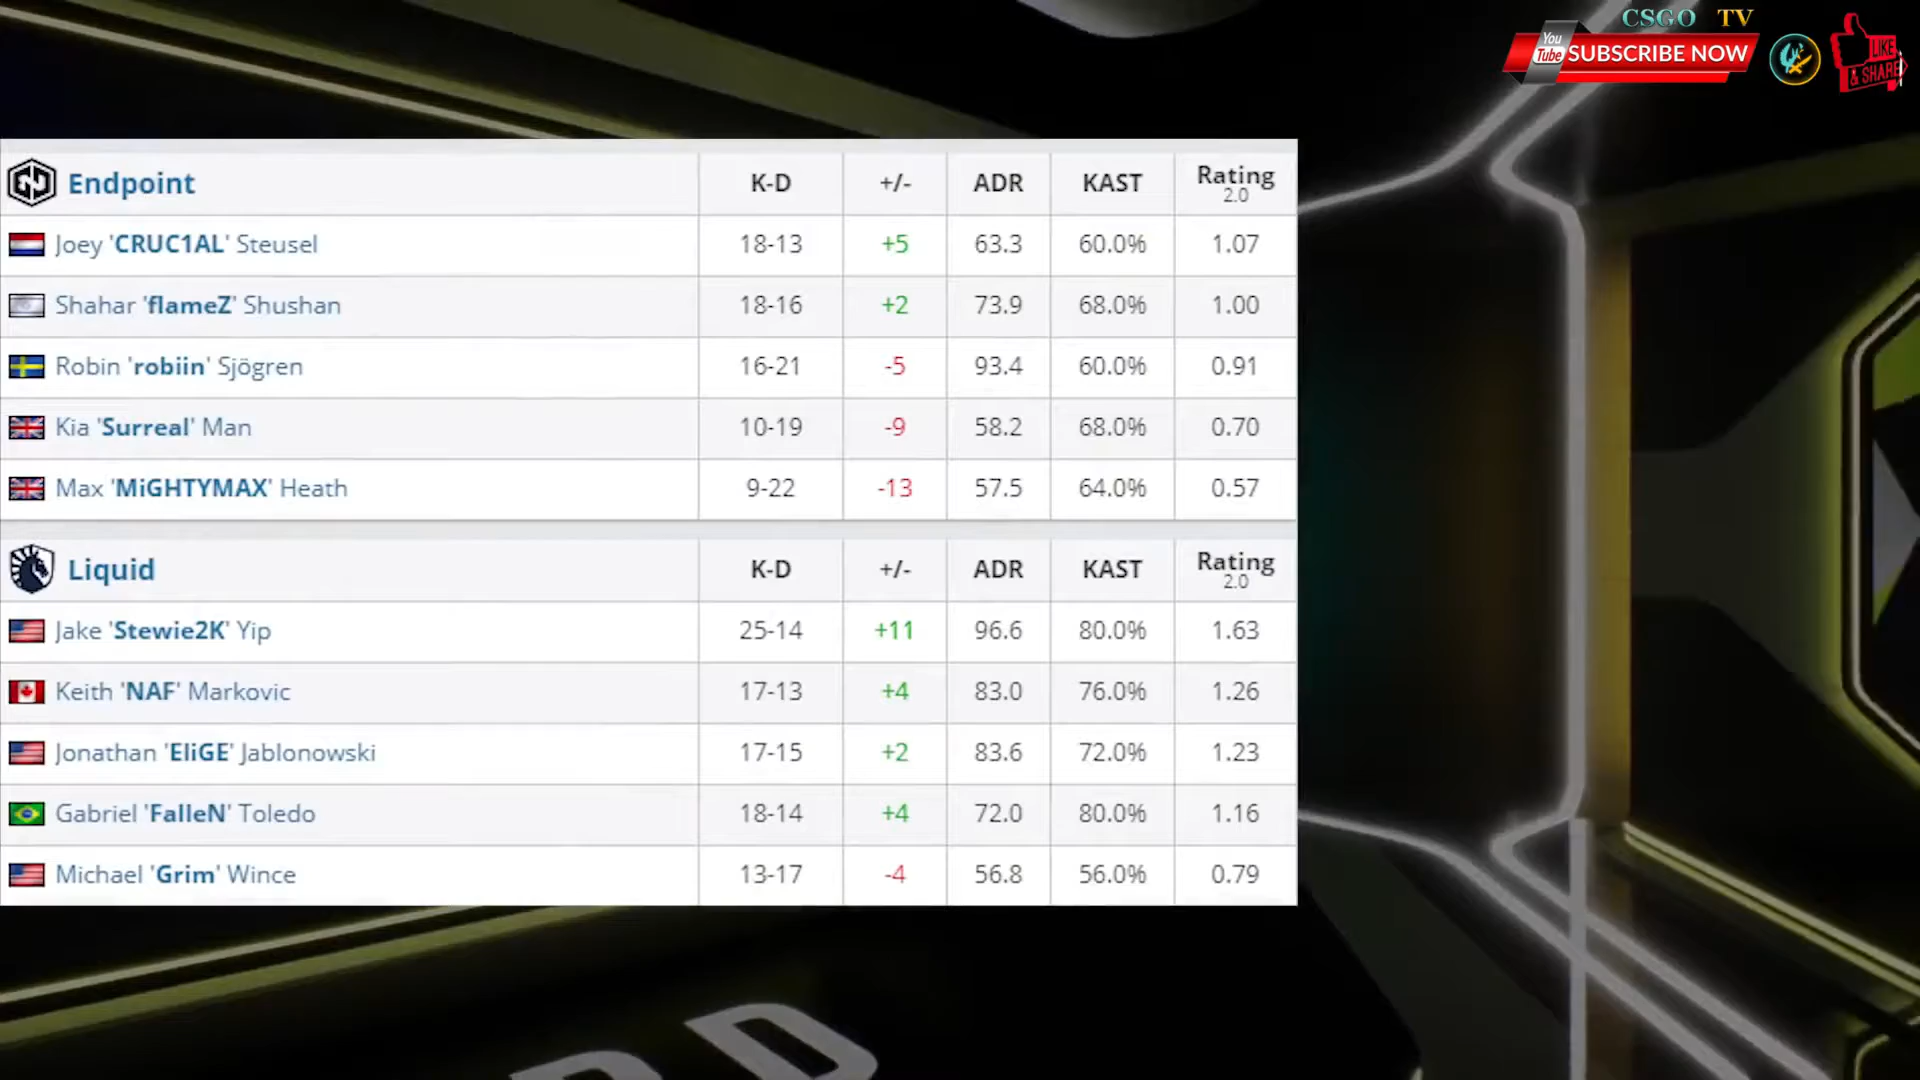 CSGO TV
You Tube SUBSCRIBE NOW
LIKE & SHARE
Endpoint K-D +/- ADR KAST Rating 2.0
Joey 'CRUC1AL' Steusel 18-13 +5 63.3 60.0% 1.07
Shahar 'flameZ' Shushan 18-16 +2 73.9 68.0% 1.00
Robin 'robiin' Sjögren 16-21 -5 93.4 60.0% 0.91
Kia 'Surreal' Man 10-19 -9 58.2 68.0% 0.70
Max 'MiGHTYMAX' Heath 9-22 -13 57.5 64.0% 0.57
Liquid K-D +/- ADR KAST Rating 2.0
Jake 'Stewie2K' Yip 25-14 +11 96.6 80.0% 1.63
Keith 'NAF' Markovic 17-13 +4 83.0 76.0% 1.26
Jonathan 'EliGE' Jablonowski 17-15 +2 83.6 72.0% 1.23
Gabriel 'FalleN' Toledo 18-14 +4 72.0 80.0% 1.16
Michael 'Grim' Wince 13-17 -4 56.8 56.0% 0.79